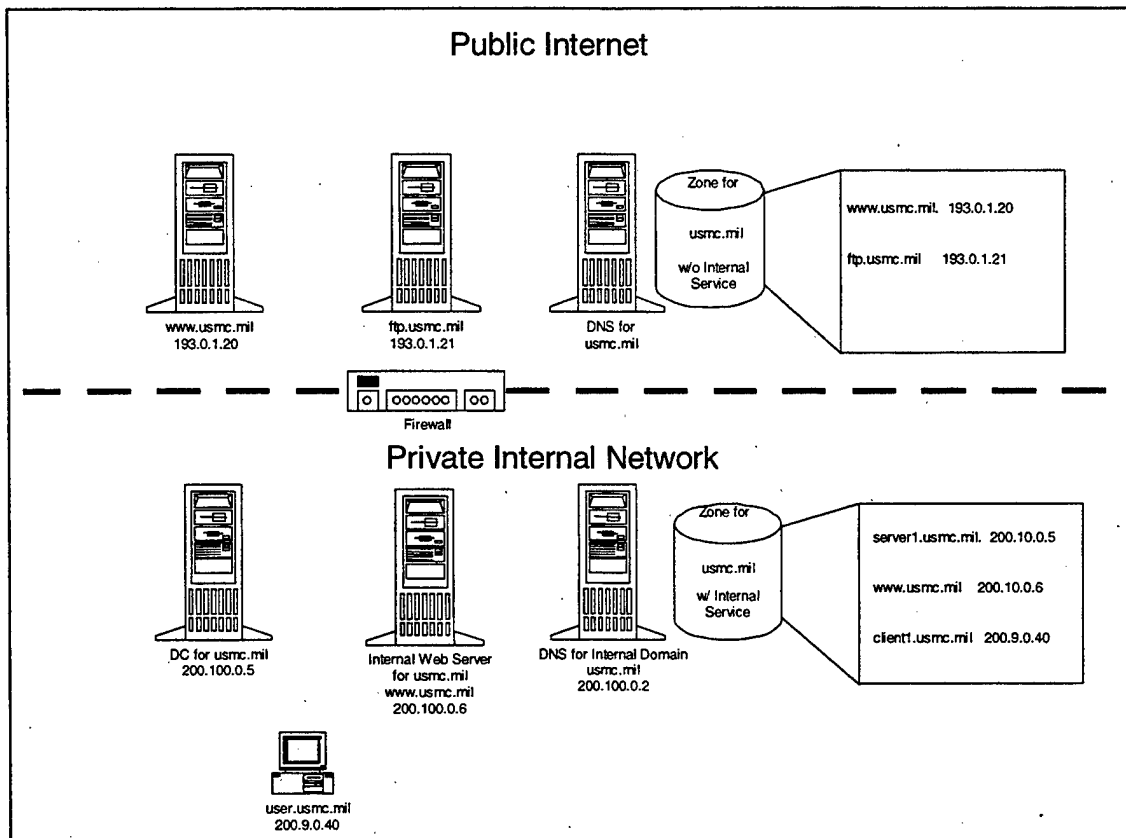 Public Internet
www.usmc.mil
193.0.1.20
ftp.usmc.mil
193.0.1.21
DNS for
usmc.mil
Zone for
usmc.mil
w/o Internal
Service
www.usmc.mil. 193.0.1.20
ftp.usmc.mil 193.0.1.21
Firewall
Private Internal Network
DC for usmc.mil
200.100.0.5
Internal Web Server
for usmc.mil
www.usmc.mil
200.100.0.6
DNS for Internal Domain
usmc.mil
200.100.0.2
Zone for
usmc.mil
w/ Internal
Service
server1.usmc.mil. 200.10.0.5
www.usmc.mil 200.10.0.6
client1.usmc.mil 200.9.0.40
user.usmc.mil
200.9.0.40